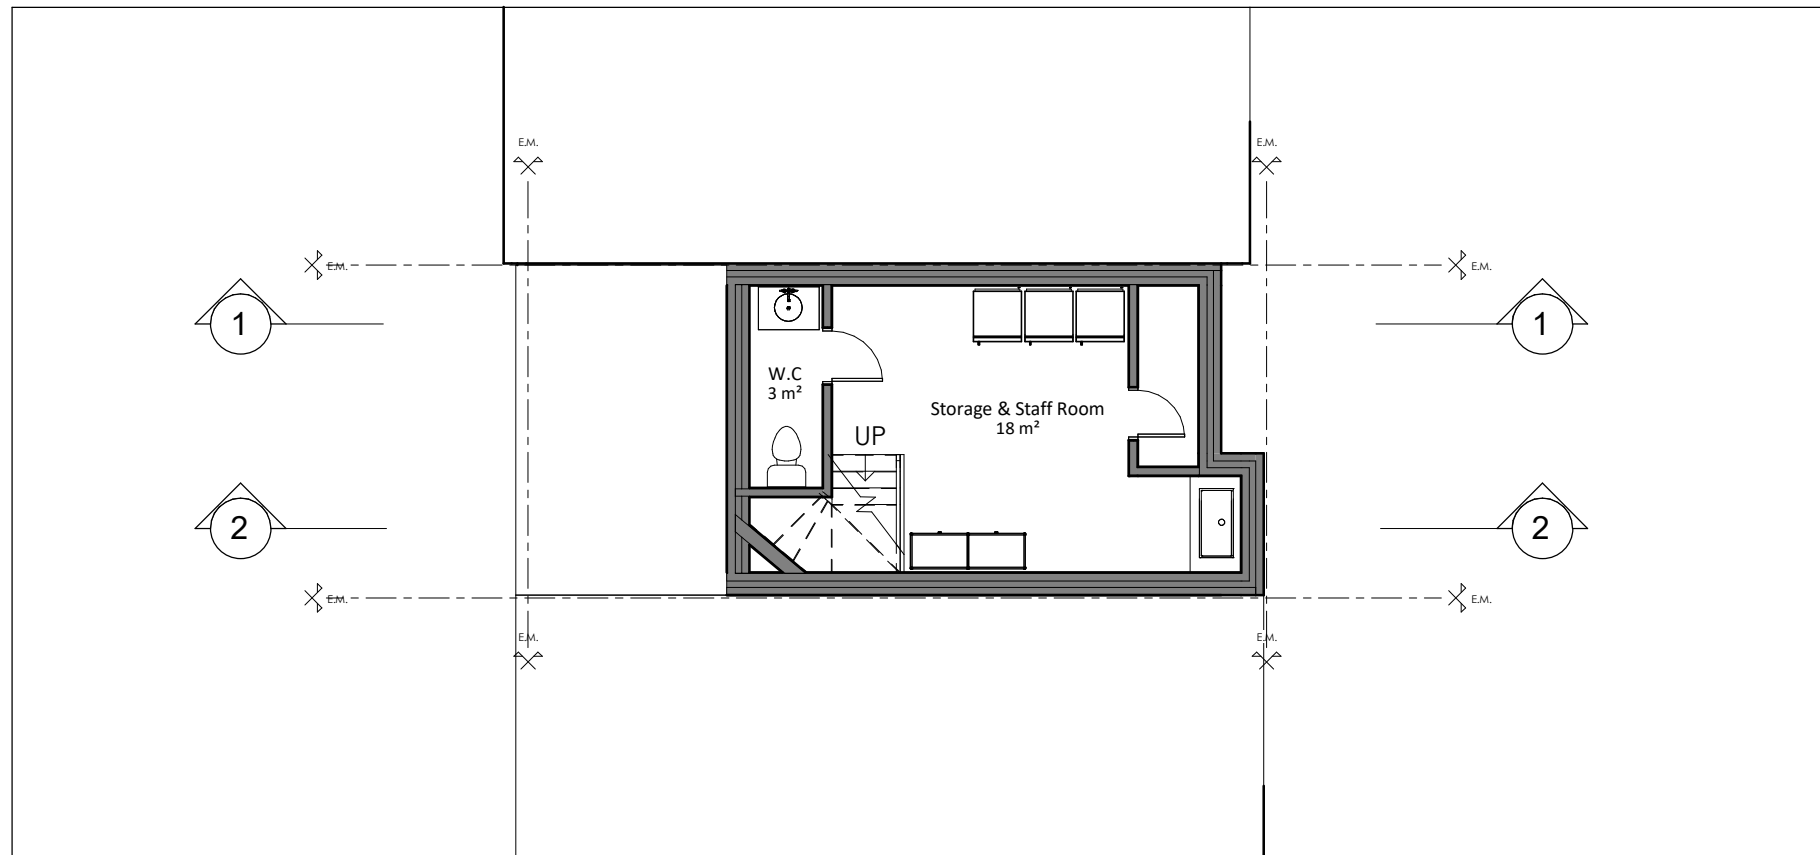 E.M.
E.M.
E.M.
E.M.
1
1
W.C
3 m²
Storage & Staff Room
18 m²
UP
2
2
E.M.
E.M.
E.M.
E.M.